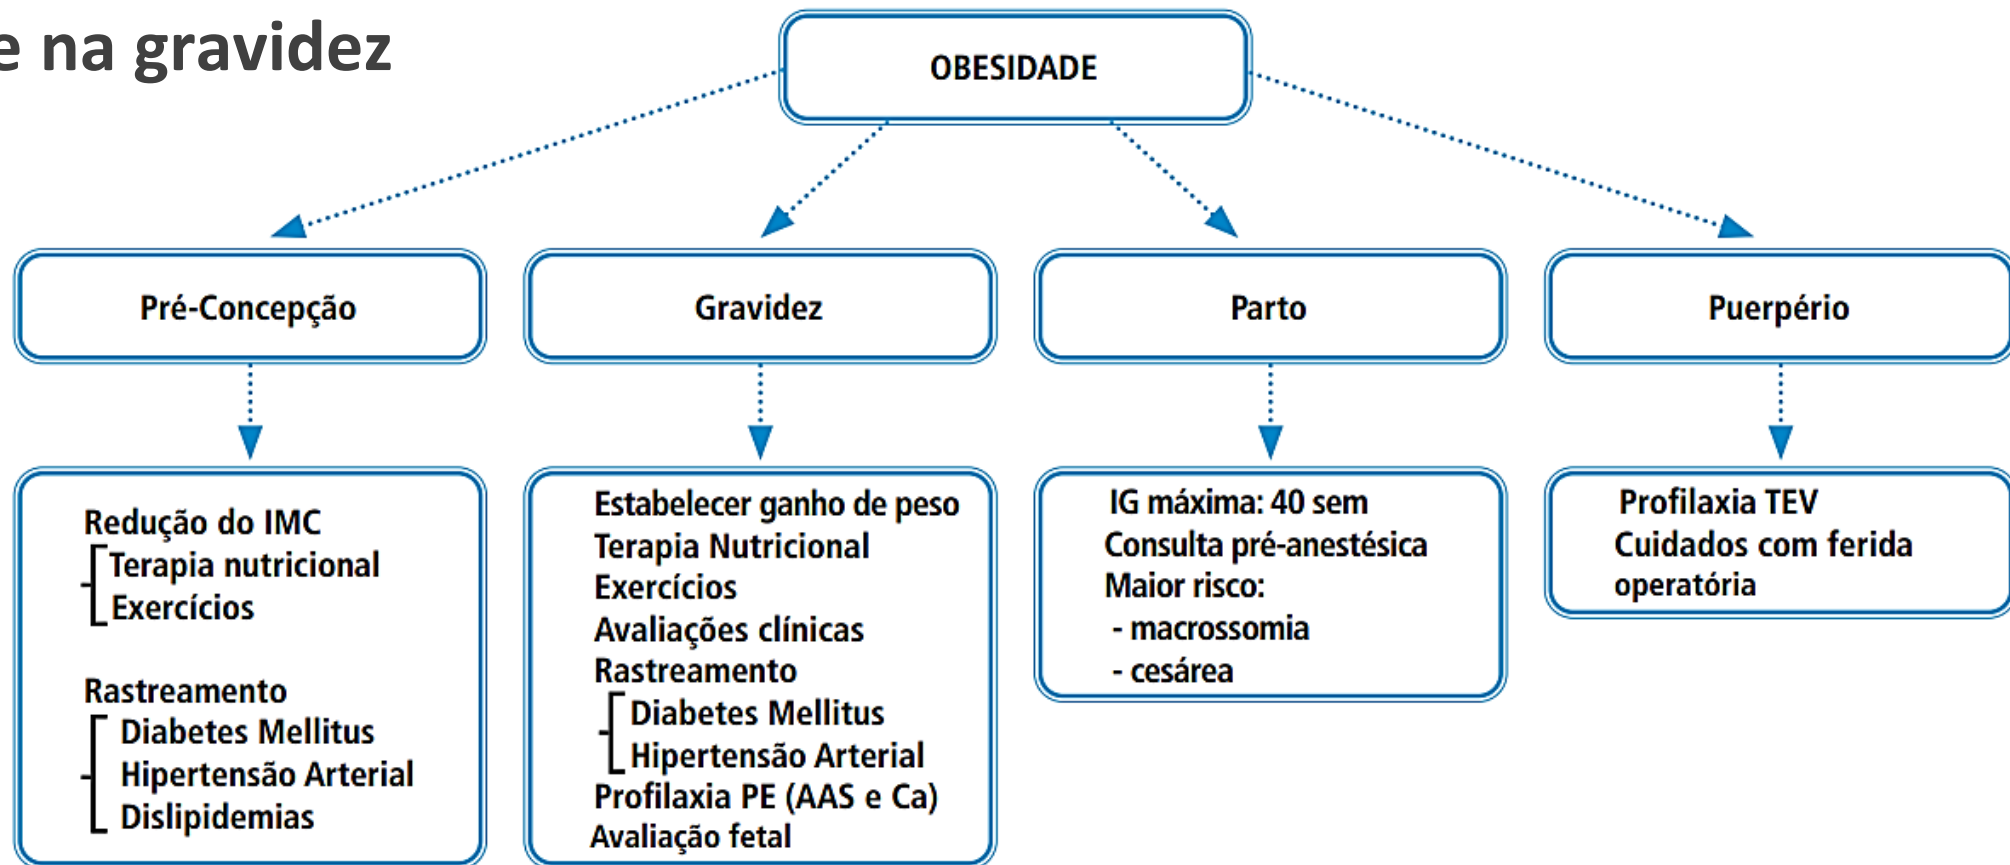 e na gravidez
OBESIDADE
Pré-Concepção
Gravidez
Parto
Puerpério
Redução do IMC
Terapia nutricional
Exercícios
Rastreamento
Diabetes Mellitus
Hipertensão Arterial
Dislipidemias
Estabelecer ganho de peso
Terapia Nutricional
Exercícios
Avaliações clínicas
Rastreamento
Diabetes Mellitus
Hipertensão Arterial
Profilaxia PE (AAS e Ca)
Avaliação fetal
IG máxima: 40 sem
Consulta pré-anestésica
Maior risco:
- macrossomia
- cesárea
Profilaxia TEV
Cuidados com ferida
operatória